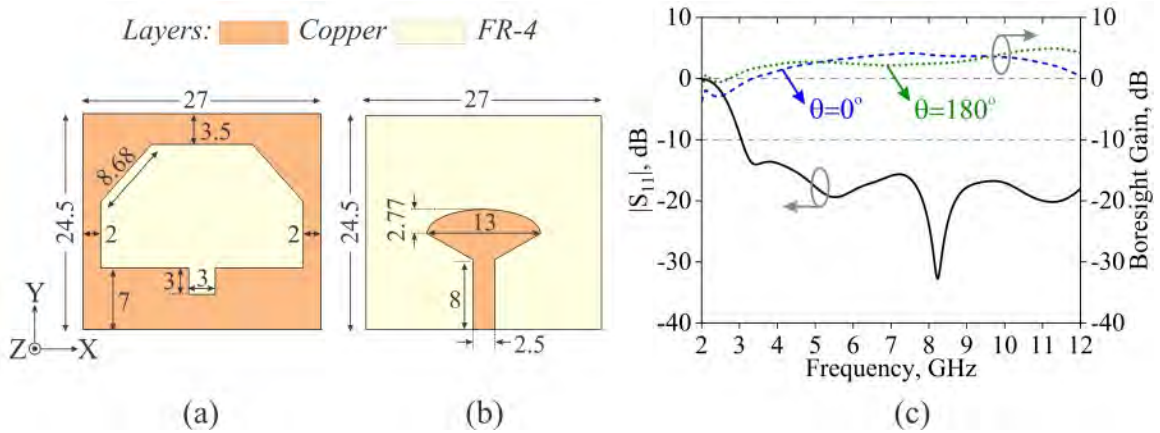 Layers: Copper FR-4
27
3.5
8.68
24.5
2
2
3
3
7
Y
Z
X
(a)
27
24.5
2.77
13
8
2.5
(b)
10
0
-10
-20
-30
-40
|S11|, dB
θ=0°
θ=180°
10
0
-10
-20
-30
-40
Boresight Gain, dB
2 3 4 5 6 7 8 9 10 11 12
Frequency, GHz
(c)